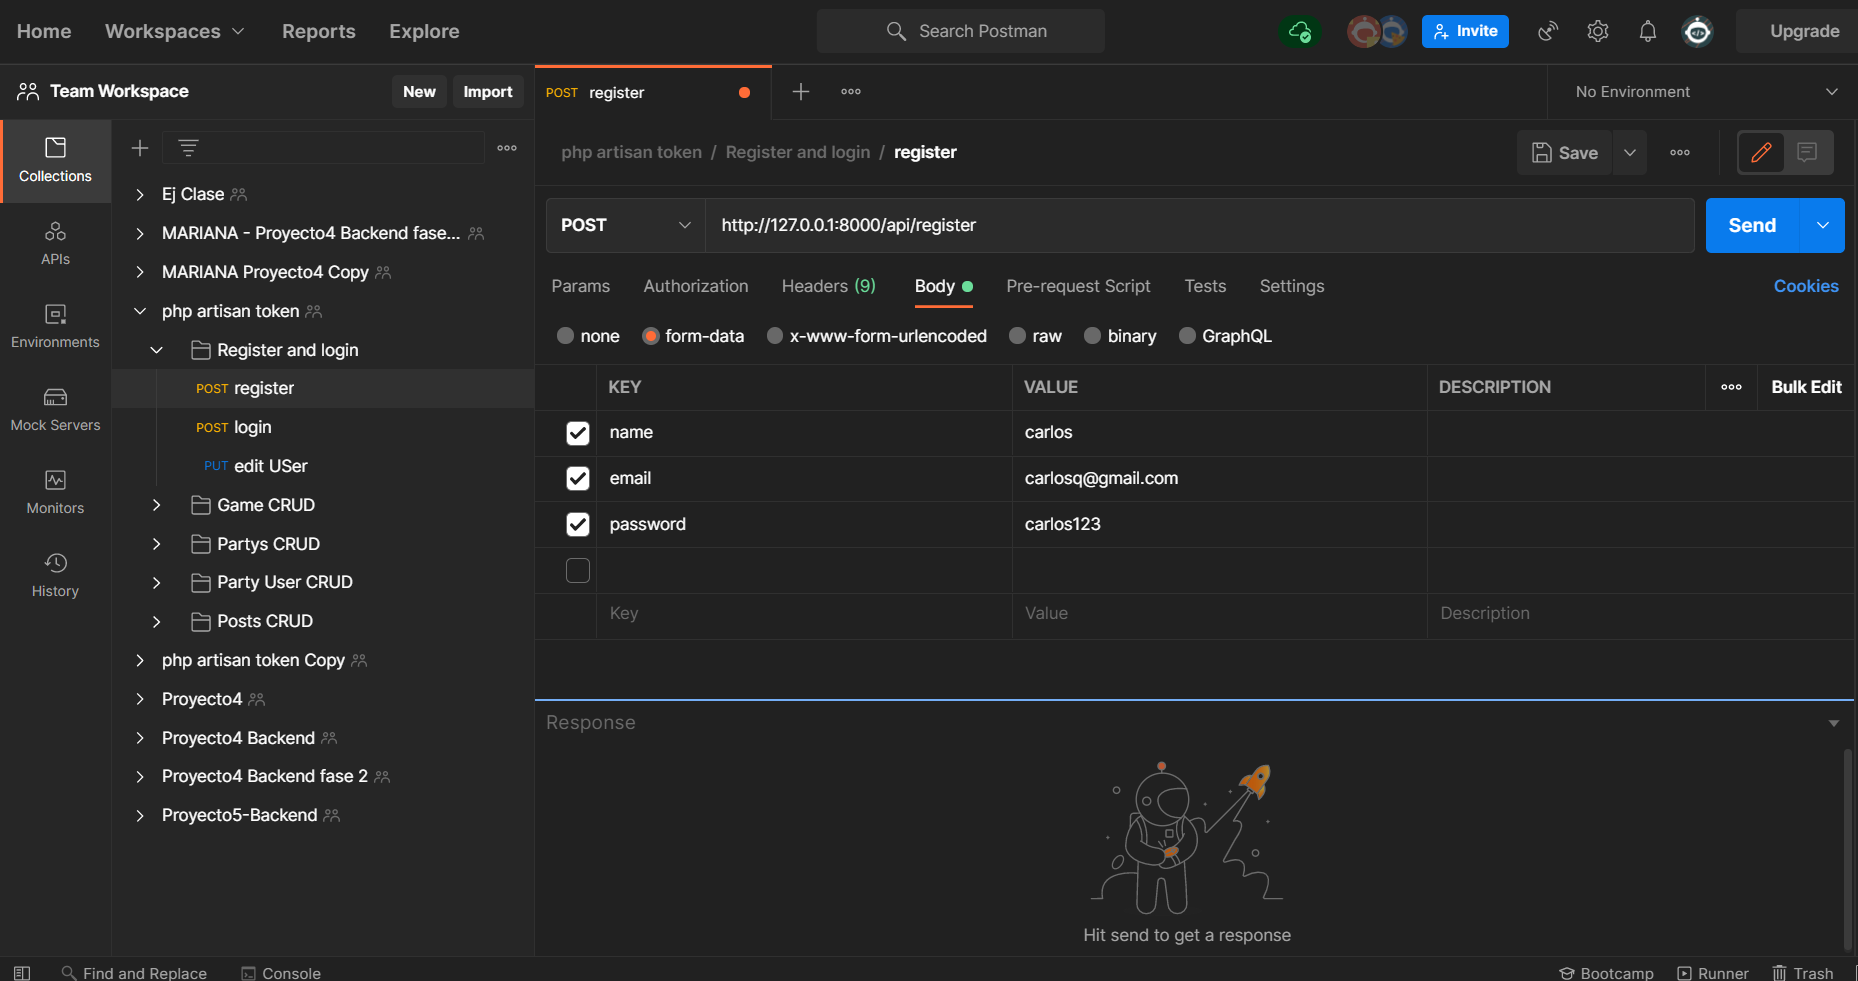 Home Workspaces Reports Explore Search Postman Invite Upgrade
Team Workspace New Import POST register No Environment
Collections
APIs
Environments
Mock Servers
Monitors
History
Ej Clase
MARIANA - Proyecto4 Backend fase...
MARIANA Proyecto4 Copy
php artisan token
Register and login
POST register
POST login
PUT edit USer
Game CRUD
Partys CRUD
Party User CRUD
Posts CRUD
php artisan token Copy
Proyecto4
Proyecto4 Backend
Proyecto4 Backend fase 2
Proyecto5-Backend
php artisan token / Register and login / register Save
POST http://127.0.0.1:8000/api/register Send
Params Authorization Headers (9) Body Pre-request Script Tests Settings Cookies
none form-data x-www-form-urlencoded raw binary GraphQL
KEY VALUE DESCRIPTION Bulk Edit
name carlos
email carlosq@gmail.com
password carlos123
Key Value Description
Response
Hit send to get a response
Find and Replace Console Bootcamp Runner Trash